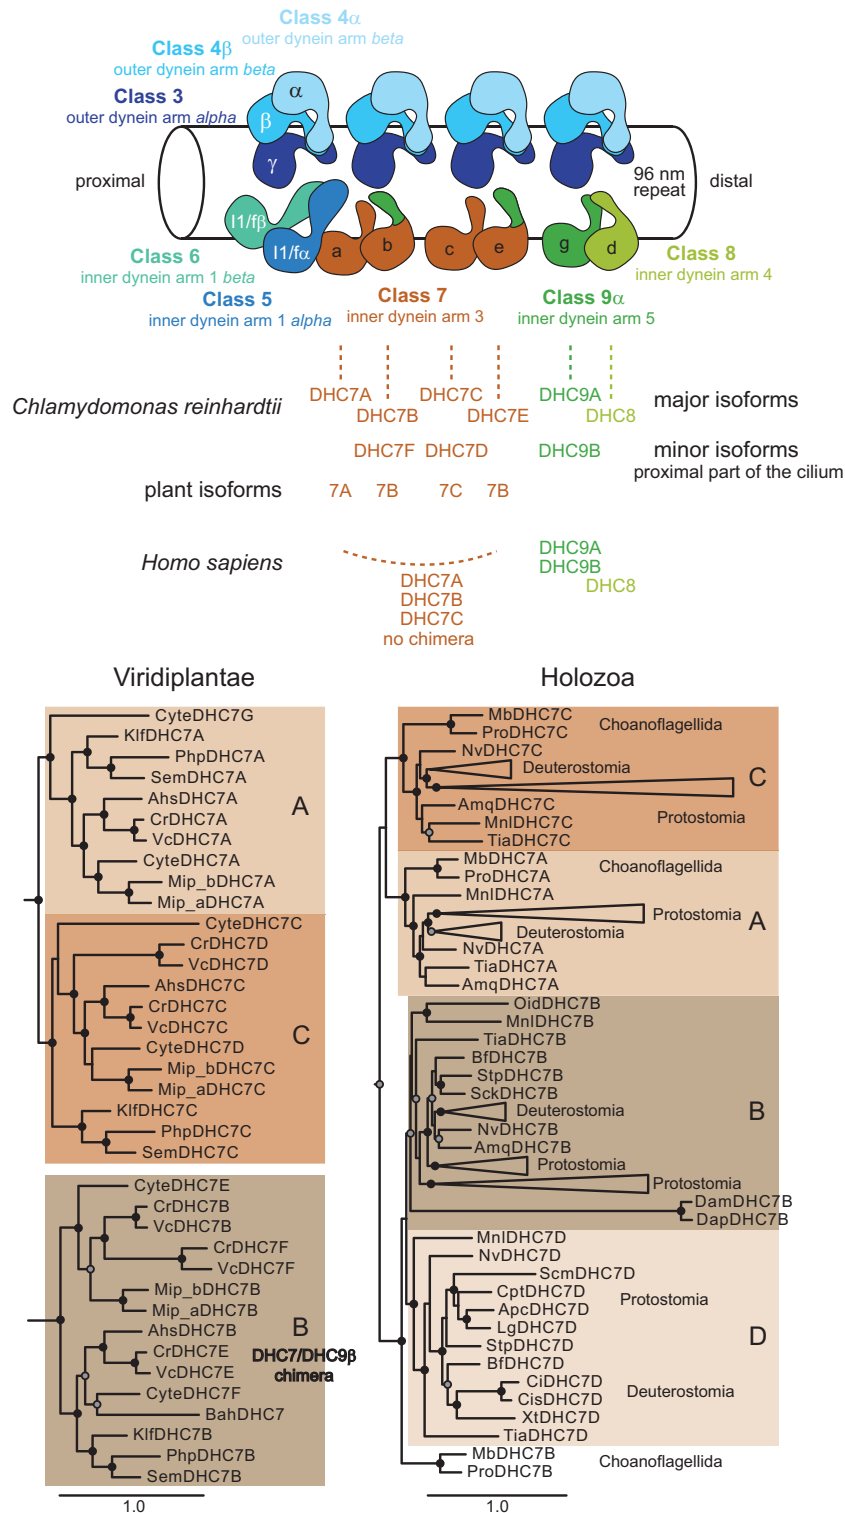 Class 4α
outer dynein arm beta
Class 4β
outer dynein arm beta
Class 3
outer dynein arm alpha
α
β
γ
proximal
96 nm
repeat
distal
I1/fβ
I1/fα
a
b
c
e
g
d
Class 6
inner dynein arm 1 beta
Class 8
inner dynein arm 4
Class 5
inner dynein arm 1 alpha
Class 7
inner dynein arm 3
Class 9α
inner dynein arm 5
Chlamydomonas reinhardtii
DHC7A
DHC7B
DHC7C
DHC7E
DHC9A
DHC8
major isoforms
DHC7F
DHC7D
DHC9B
minor isoforms
proximal part of the cilium
plant isoforms
7A
7B
7C
7B
Homo sapiens
DHC9A
DHC9B
DHC8
DHC7A
DHC7B
DHC7C
no chimera
Viridiplantae
CyteDHC7G
KlfDHC7A
PhpDHC7A
SemDHC7A
AhsDHC7A
CrDHC7A
VcDHC7A
CyteDHC7A
Mip_bDHC7A
Mip_aDHC7A
A
CyteDHC7C
CrDHC7D
VcDHC7D
AhsDHC7C
CrDHC7C
VcDHC7C
CyteDHC7D
Mip_bDHC7C
Mip_aDHC7C
KlfDHC7C
PhpDHC7C
SemDHC7C
C
CyteDHC7E
CrDHC7B
VcDHC7B
CrDHC7F
VcDHC7F
Mip_bDHC7B
Mip_aDHC7B
AhsDHC7B
CrDHC7E
VcDHC7E
CyteDHC7F
BahDHC7
KlfDHC7B
PhpDHC7B
SemDHC7B
B
DHC7/DHC9β
chimera
1.0
Holozoa
MbDHC7C
ProDHC7C
Choanoflagellida
NvDHC7C
Deuterostomia
C
Protostomia
AmqDHC7C
MnlDHC7C
TiaDHC7C
MbDHC7A
ProDHC7A
Choanoflagellida
MnlDHC7A
Protostomia
Deuterostomia
A
NvDHC7A
TiaDHC7A
AmqDHC7A
OidDHC7B
MnlDHC7B
TiaDHC7B
BfDHC7B
StpDHC7B
SckDHC7B
Deuterostomia
B
NvDHC7B
AmqDHC7B
Protostomia
Protostomia
DamDHC7B
DapDHC7B
MnlDHC7D
NvDHC7D
ScmDHC7D
CptDHC7D
Protostomia
ApcDHC7D
LgDHC7D
StpDHC7D
D
BfDHC7D
CiDHC7D
CisDHC7D
Deuterostomia
XtDHC7D
TiaDHC7D
MbDHC7B
ProDHC7B
Choanoflagellida
1.0